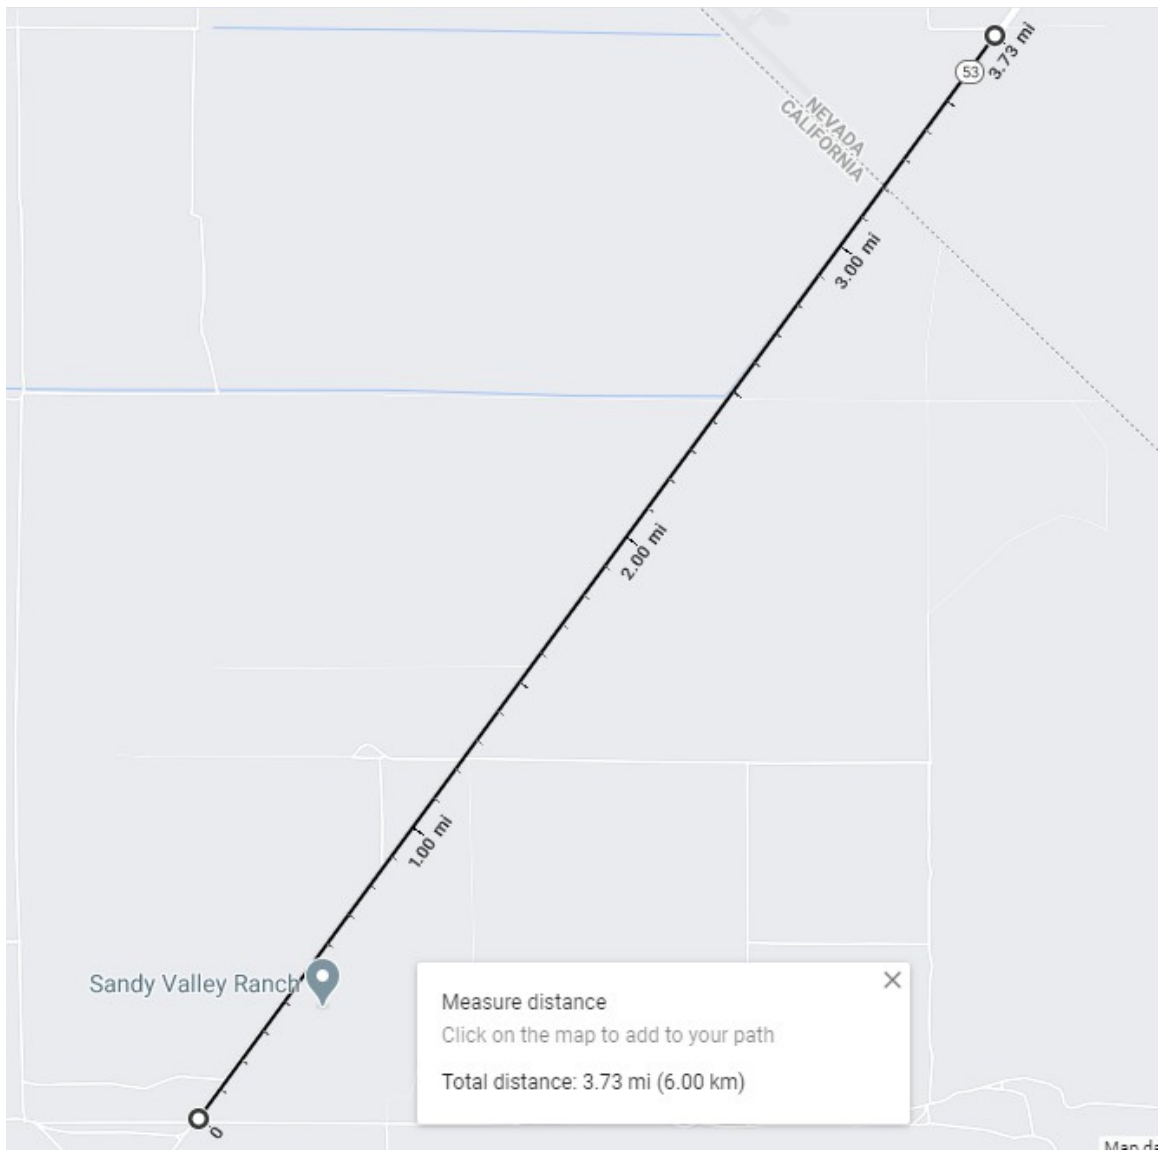 3.73 mi
53
NEVADA
CALIFORNIA
3.00 mi
2.00 mi
1.00 mi
Sandy Valley Ranch
0
Measure distance
Click on the map to add to your path
Total distance: 3.73 mi (6.00 km)
Map da